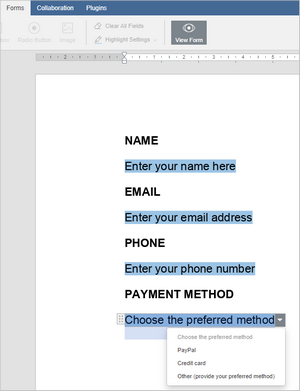 Forms Collaboration Plugins
Radio Button Image Clear All Fields
Highlight Settings View Form
NAME
Enter your name here
EMAIL
Enter your email address
PHONE
Enter your phone number
PAYMENT METHOD
Choose the preferred method
Choose the preferred method
PayPal
Credit card
Other (provide your preferred method)